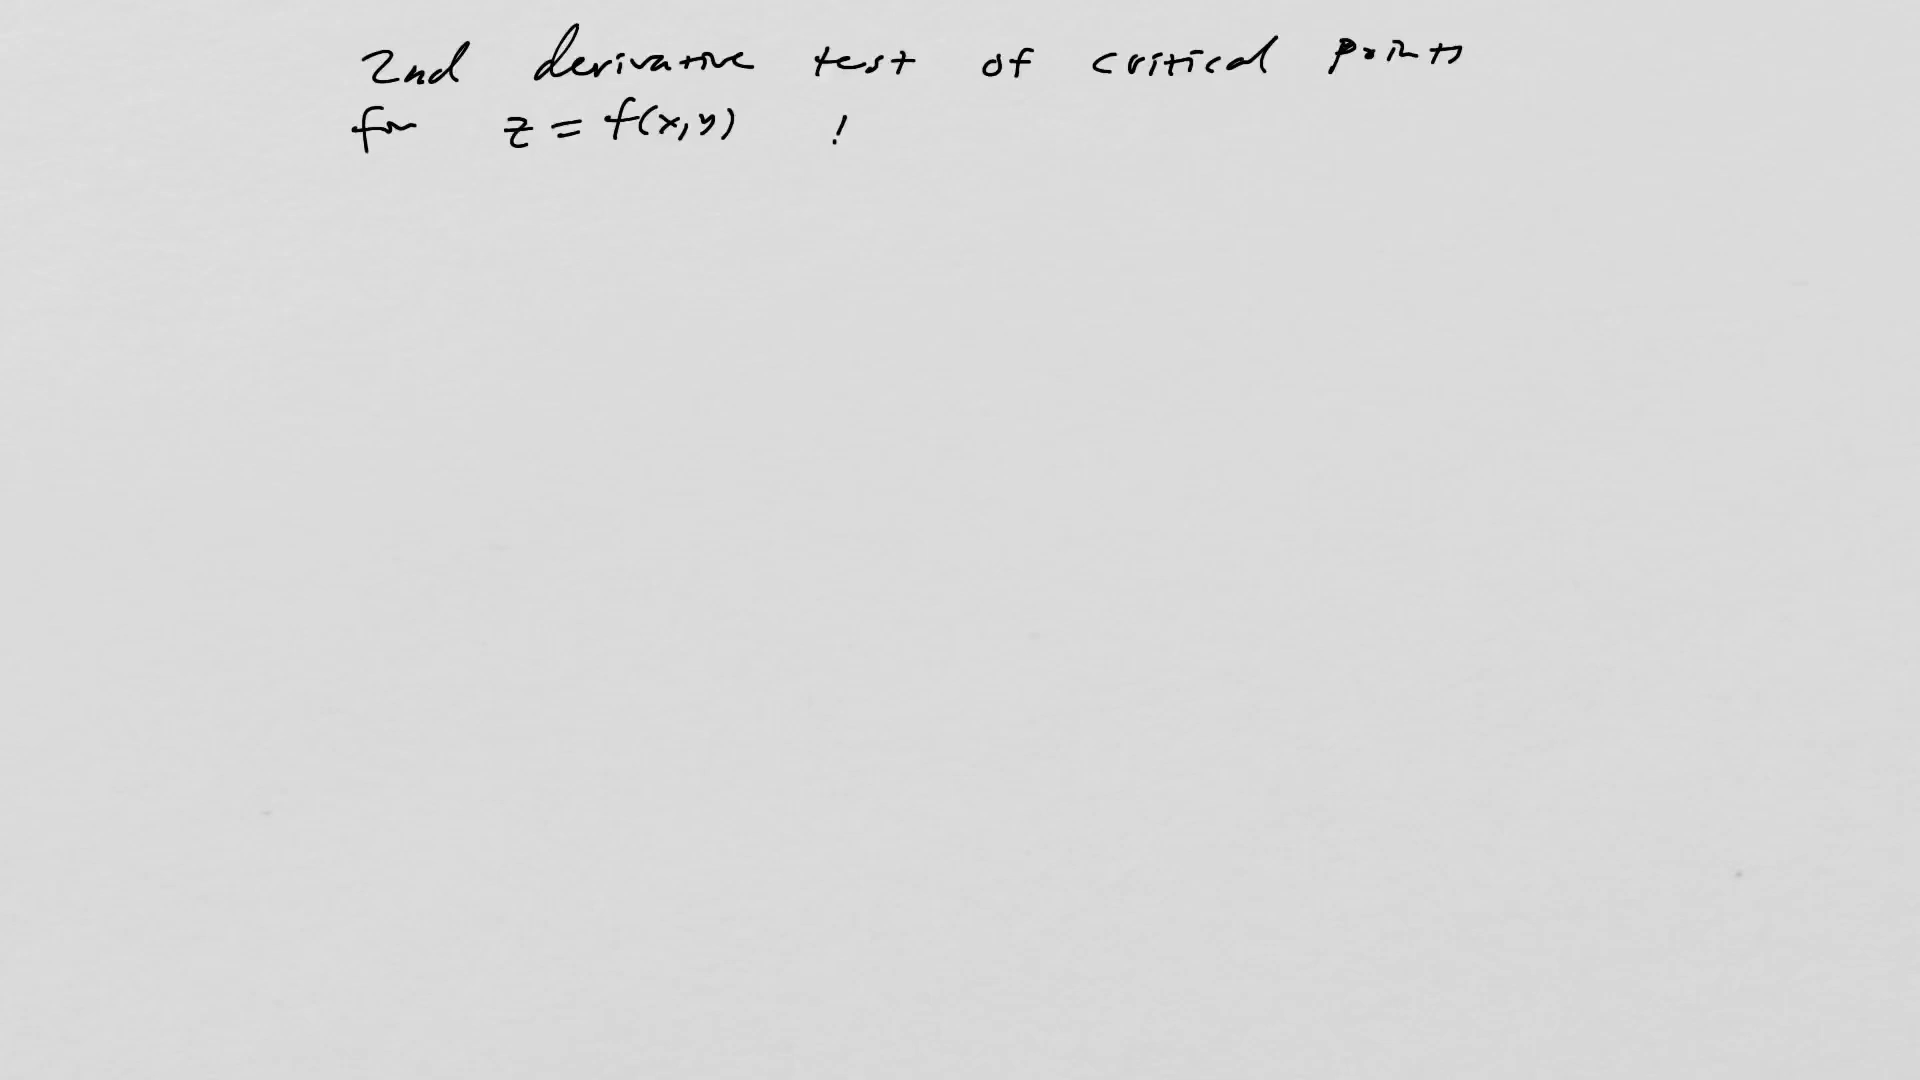 2nd derivative test of critical points
for z = f(x,y) !